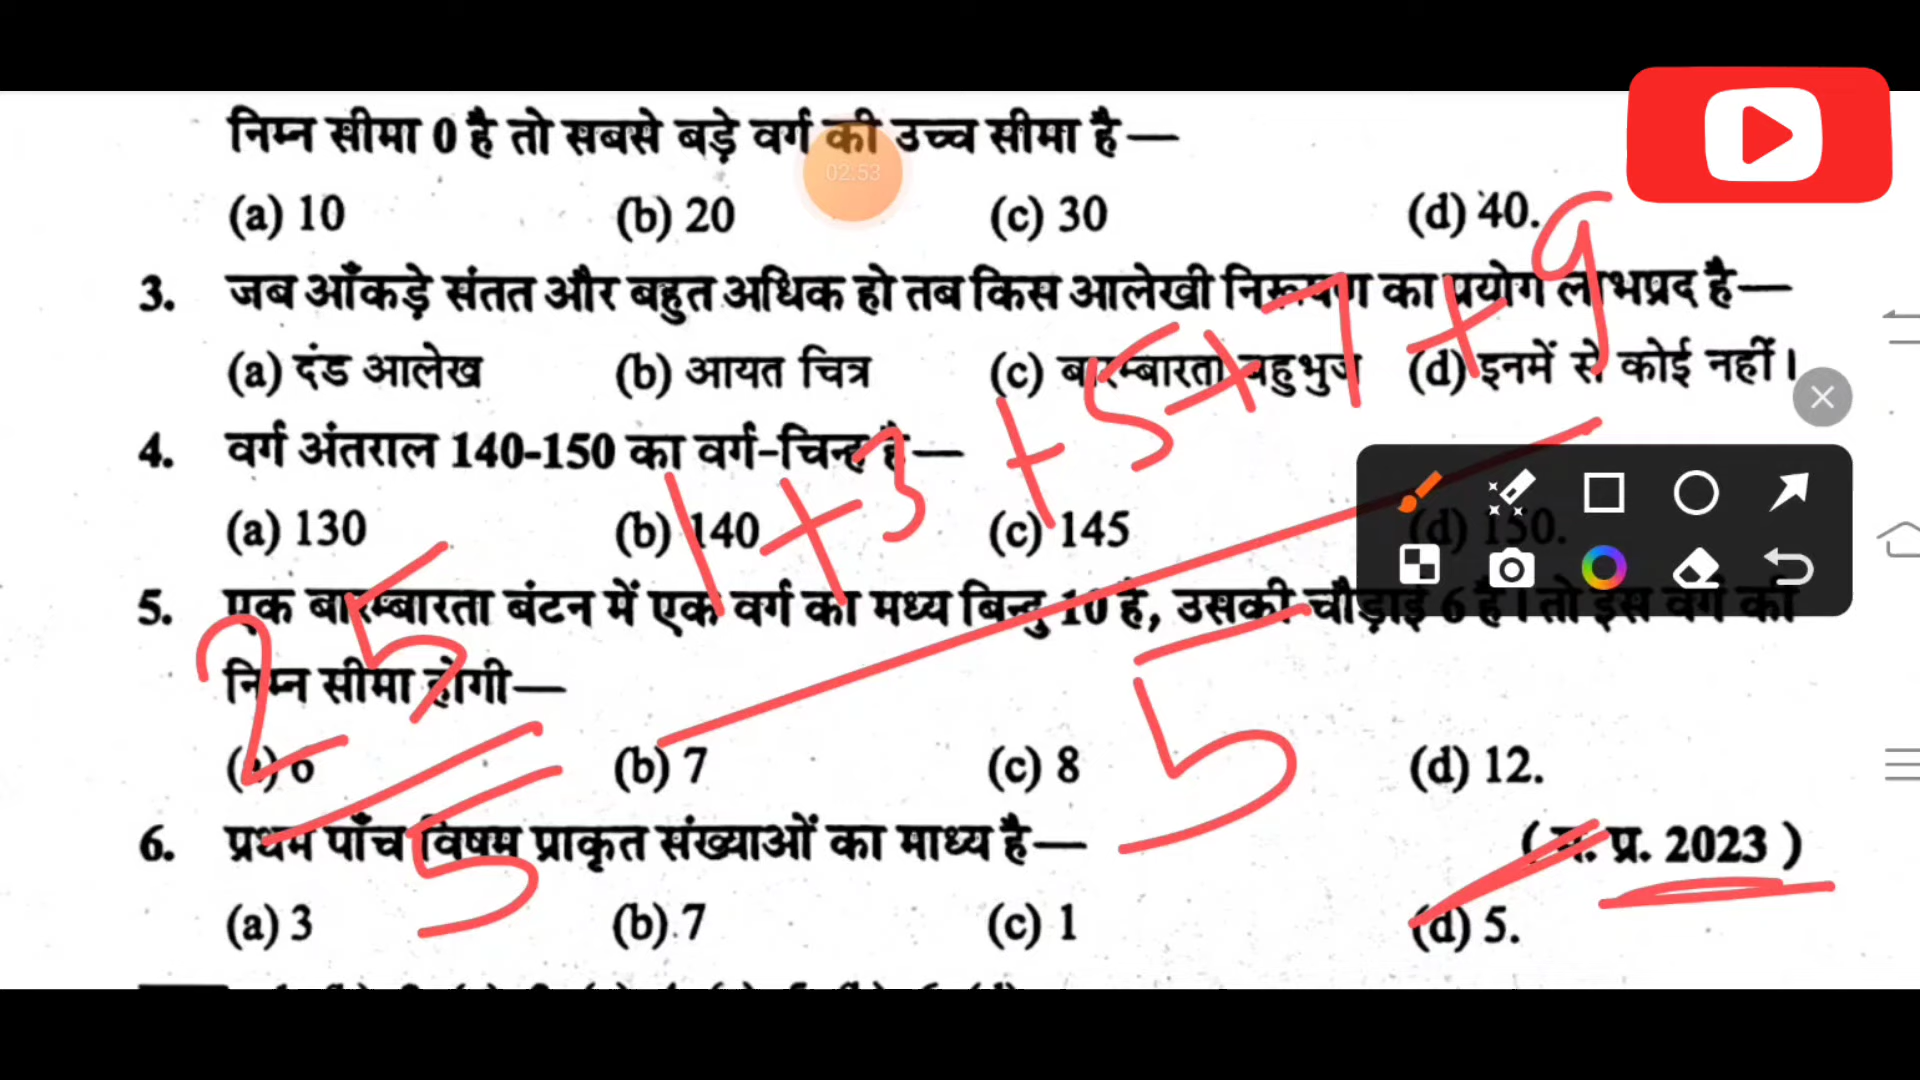 निम्न सीमा 0 है तो सबसे बड़े वर्ग की उच्च सीमा है—
02:53
(a) 10 (b) 20 (c) 30 (d) 40.
3. जब आँकड़े संतत और बहुत अधिक हो तब किस आलेखी निरूपण का प्रयोग लाभप्रद है—
(a) दंड आलेख (b) आयत चित्र (c) बारम्बारता बहुभुज (d) इनमें से कोई नहीं।
4. वर्ग अंतराल 140-150 का वर्ग-चिन्ह है—
(a) 130 (b) 140 (c) 145 (d) 150.
1 + 3 + 5 + 7 + 9
5
5. एक बारम्बारता बंटन में एक वर्ग का मध्य बिन्दु 10 है, उसकी चौड़ाई 6 है। तो इस वर्ग की
निम्न सीमा होगी—
(a) 6 (b) 7 (c) 8 (d) 12.
25
5
6. प्रथम पाँच विषम प्राकृत संख्याओं का माध्य है— (म. प्र. 2023 )
(a) 3 (b) 7 (c) 1 (d) 5.